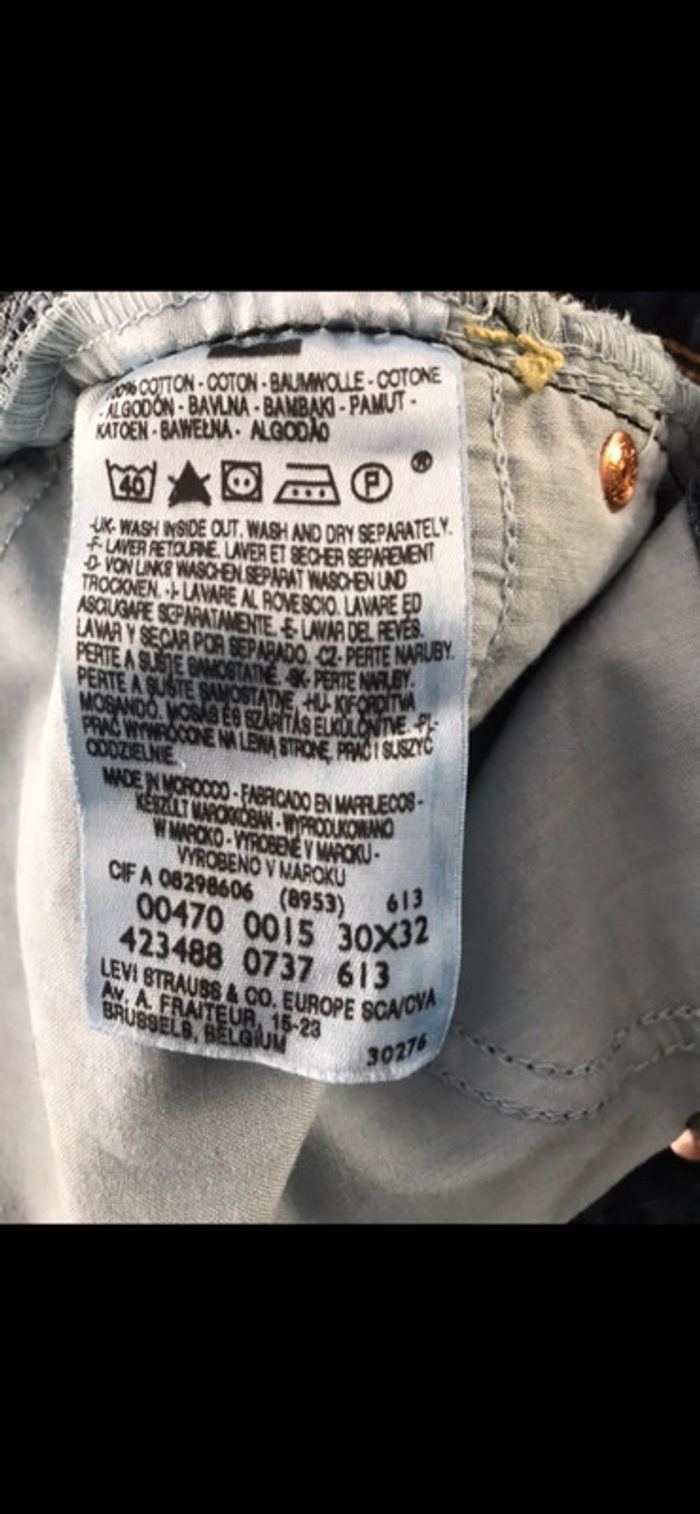 100% COTTON - COTON - BAUMWOLLE - COTONE
- ALGODÓN - BAVLNA - BAMBAKI - PAMUT -
KATOEN - BAWEŁNA - ALGODÃO
40 P ®
-UK- WASH INSIDE OUT. WASH AND DRY SEPARATELY.
-F- LAVER RETOURNE. LAVER ET SECHER SEPAREMENT
-D- VON LINKS WASCHEN. SEPARAT WASCHEN UND
TROCKNEN. -I- LAVARE AL ROVESCIO. LAVARE ED
ASCIUGARE SEPARATAMENTE. -E- LAVAR DEL REVÉS.
LAVAR Y SECAR POR SEPARADO. -CZ- PERTE NARUBY.
PERTE A SUŠTE SAMOSTATNĚ. -SK- PERTE NARUBY.
PERTE A SUŠTE SAMOSTATNE. -HU- KIFORDITVA
MOSANDÓ. MOSÁS ÉS SZÁRÍTÁS ELKÜLÖNÍTVE. -PL-
PRAĆ WYWRÓCONE NA LEWĄ STRONĘ, PRAĆ I SUSZYĆ
ODDZIELNIE.
MADE IN MOROCCO - FABRICADO EN MARRUECOS -
KÉSZÜLT MAROKKÓBAN - WYPRODUKOWANO
W MAROKO - VYROBENÉ V MAROKU -
VYROBENO V MAROKU
CIF A 08298606 (8953) 613
00470 0015 30X32
423488 0737 613
LEVI STRAUSS & CO. EUROPE SCA/CVA
Av. A. FRAITEUR, 15-23
BRUSSELS, BELGIUM
30276